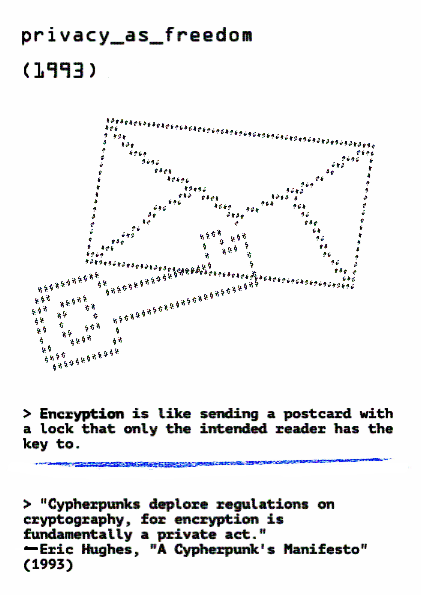 privacy_as_freedom
(1993)
> Encryption is like sending a postcard with
a lock that only the intended reader has the
key to.
> "Cypherpunks deplore regulations on
cryptography, for encryption is
fundamentally a private act."
—Eric Hughes, "A Cypherpunk's Manifesto"
(1993)